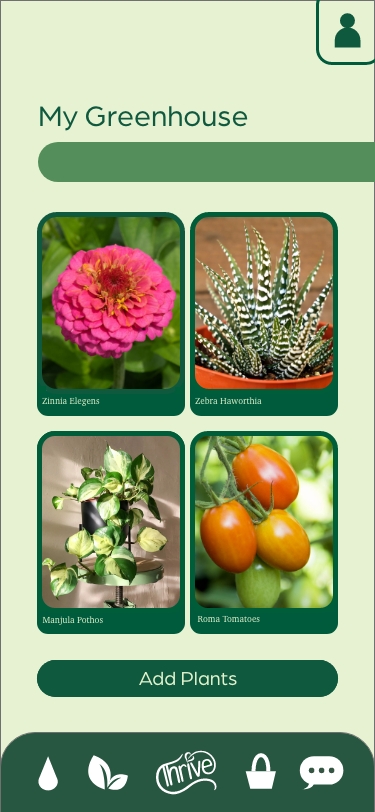 My Greenhouse
Zinnia Elegens
Zebra Haworthia
Manjula Pothos
Roma Tomatoes
Add Plants
Thrive